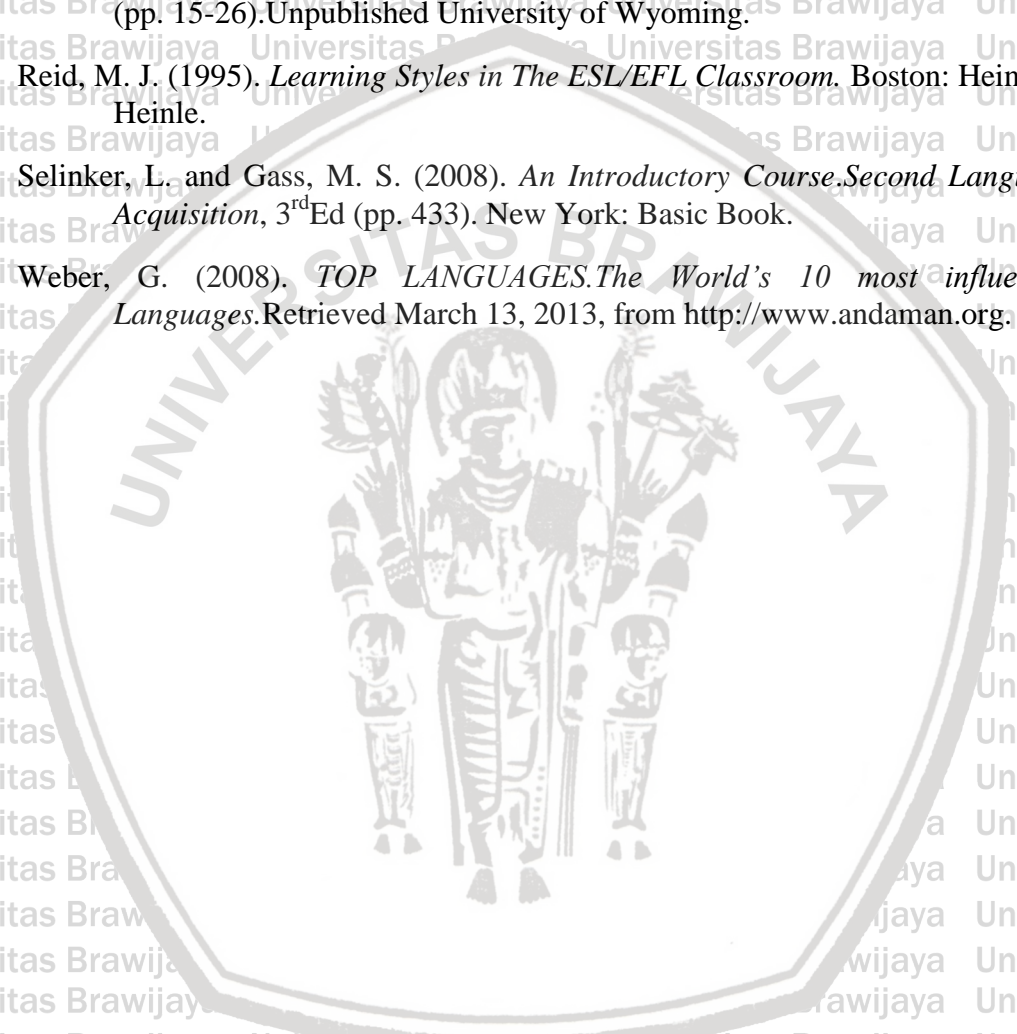 (pp. 15-26).Unpublished University of Wyoming.
Reid, M. J. (1995). Learning Styles in The ESL/EFL Classroom. Boston: Hein
Heinle.
Selinker, L. and Gass, M. S. (2008). An Introductory Course.Second Lang
Acquisition, 3rdEd (pp. 433). New York: Basic Book.
Weber, G. (2008). TOP LANGUAGES.The World's 10 most influe
Languages.Retrieved March 13, 2013, from http://www.andaman.org.
UNIVERSITAS BRAWIJAYA